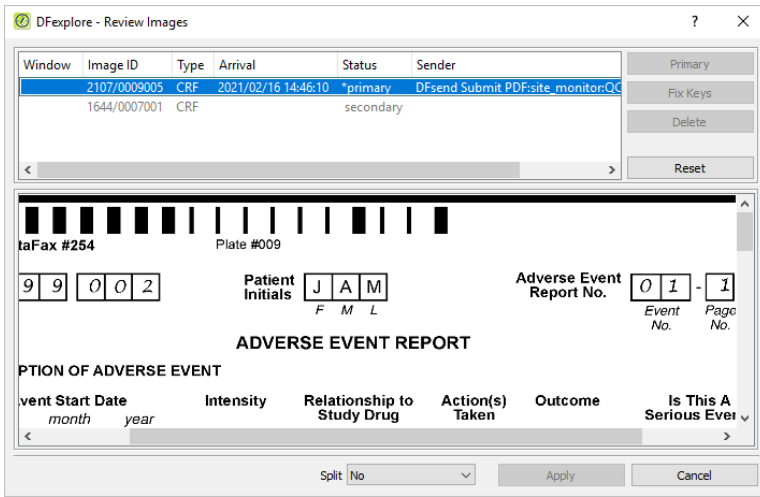 DFexplore - Review Images ? ×
Window Image ID Type Arrival Status Sender
2107/0009005 CRF 2021/02/16 14:46:10 *primary DFsend Submit PDF:site_monitor:QC
1644/0007001 CRF secondary
Primary
Fix Keys
Delete
Reset
taFax #254 Plate #009
9 9 0 0 2 Patient Initials J A M Adverse Event Report No. 0 1 - 1
F M L Event No. Page No.
ADVERSE EVENT REPORT
PTION OF ADVERSE EVENT
vent Start Date Intensity Relationship to Study Drug Action(s) Taken Outcome Is This A Serious Even
month year
Split No Apply Cancel